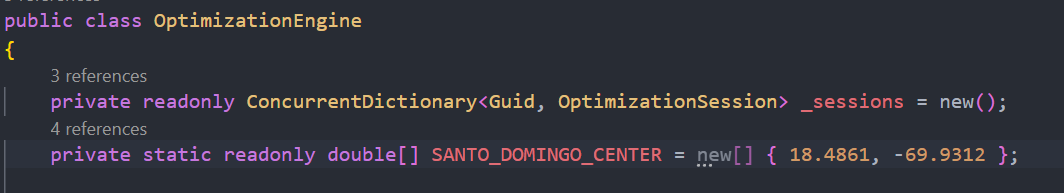 public class OptimizationEngine
{
3 references
private readonly ConcurrentDictionary<Guid, OptimizationSession> _sessions = new();
4 references
private static readonly double[] SANTO_DOMINGO_CENTER = new[] { 18.4861, -69.9312 };